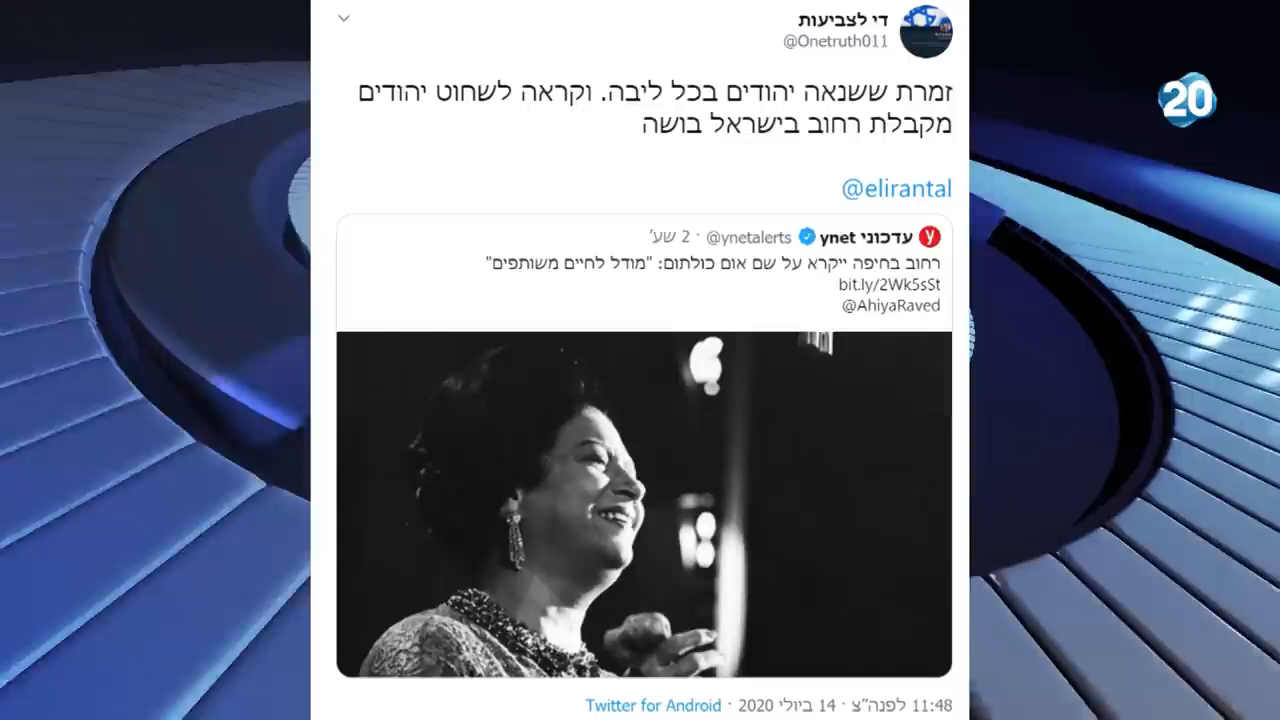 די לצביעות
@Onetruth011
20
זמרת ששנאה יהודים בכל ליבה. וקראה לשחוט יהודים
מקבלת רחוב בישראל בושה
@elirantal
עדכוני ynet @ynetalerts · 2 שע׳
רחוב בחיפה ייקרא על שם אום כולתום: "מודל לחיים משותפים"
bit.ly/2Wk5sSt
@AhiyaRaved
11:48 לפנה״צ · 14 ביולי 2020 · Twitter for Android